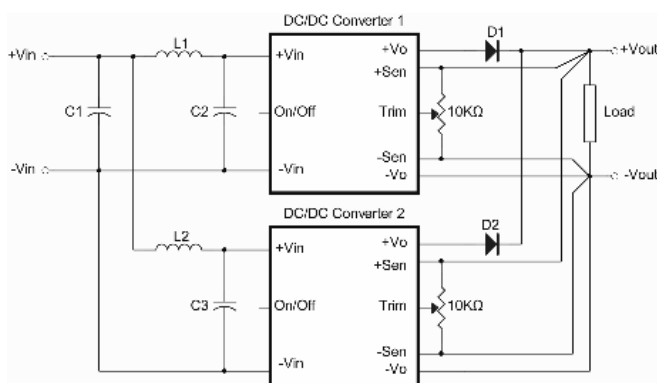 DC/DC Converter 1
+Vin
L1
+Vin
+Vo
D1
+Vout
+Sen
C1
C2
On/Off
Trim
10KΩ
Load
-Vin
-Vin
-Sen
-Vo
-Vout
DC/DC Converter 2
L2
+Vin
+Vo
D2
+Sen
C3
On/Off
Trim
10KΩ
-Vin
-Sen
-Vo